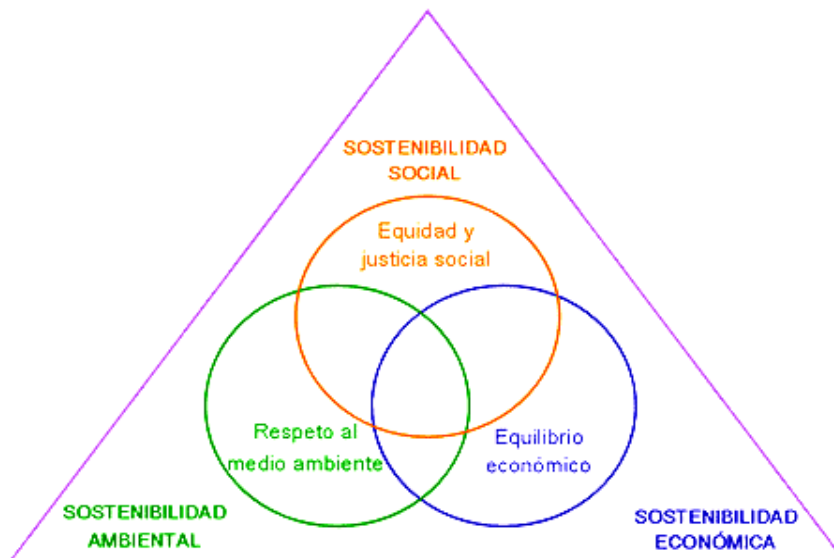 SOSTENIBILIDAD
SOCIAL
Equidad y
justicia social
Respeto al
medio ambiente
Equilibrio
económico
SOSTENIBILIDAD
AMBIENTAL
SOSTENIBILIDAD
ECONÓMICA